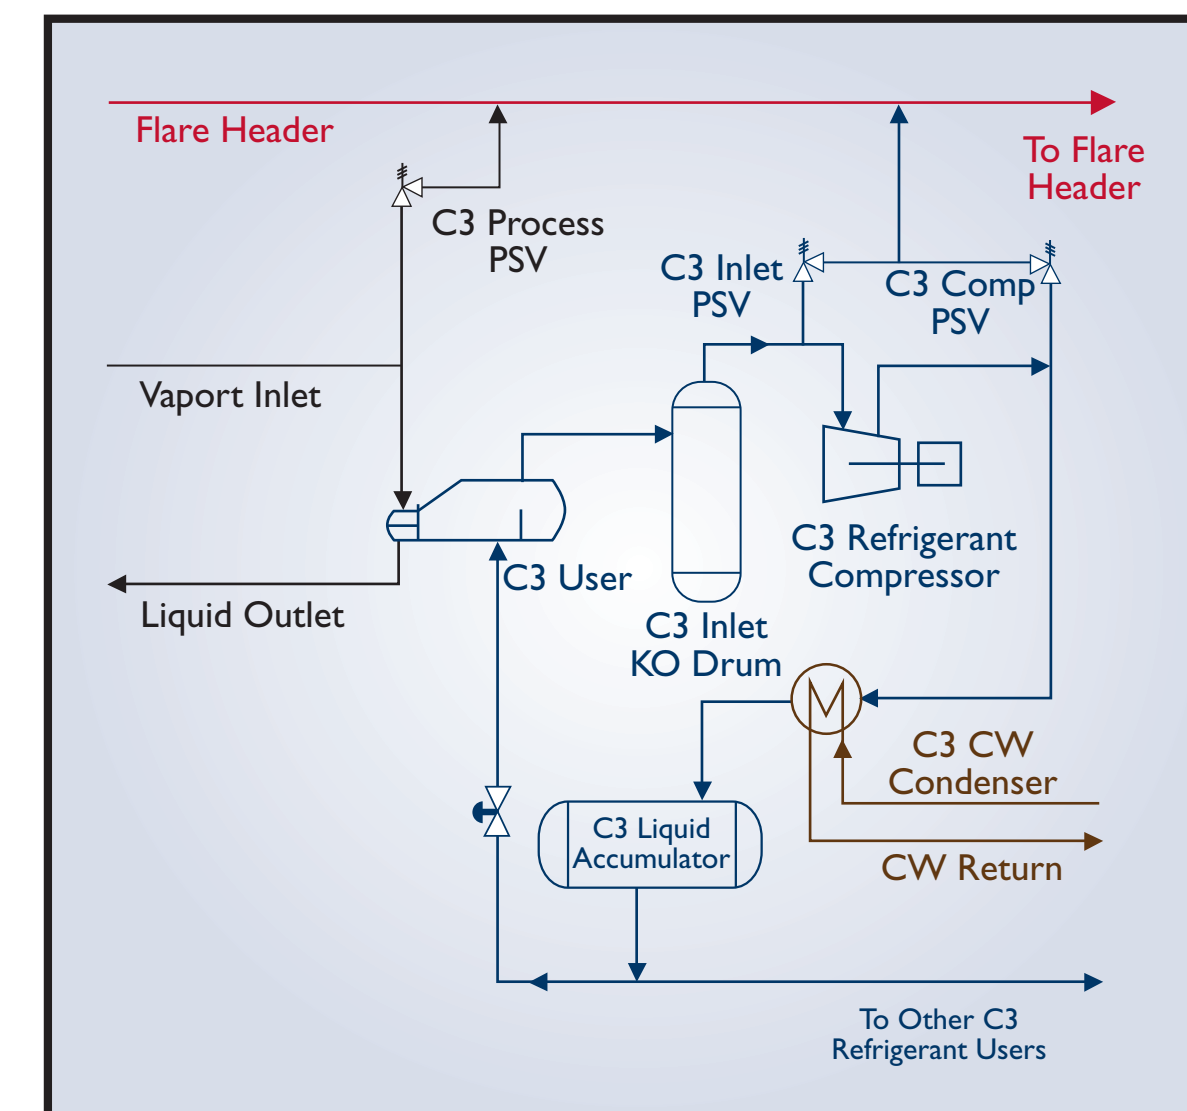 Flare Header
To Flare
Header
C3 Process
PSV
C3 Inlet
PSV
C3 Comp
PSV
Vaport Inlet
C3 Refrigerant
Compressor
C3 User
Liquid Outlet
C3 Inlet
KO Drum
C3 CW
Condenser
C3 Liquid
Accumulator
CW Return
To Other C3
Refrigerant Users